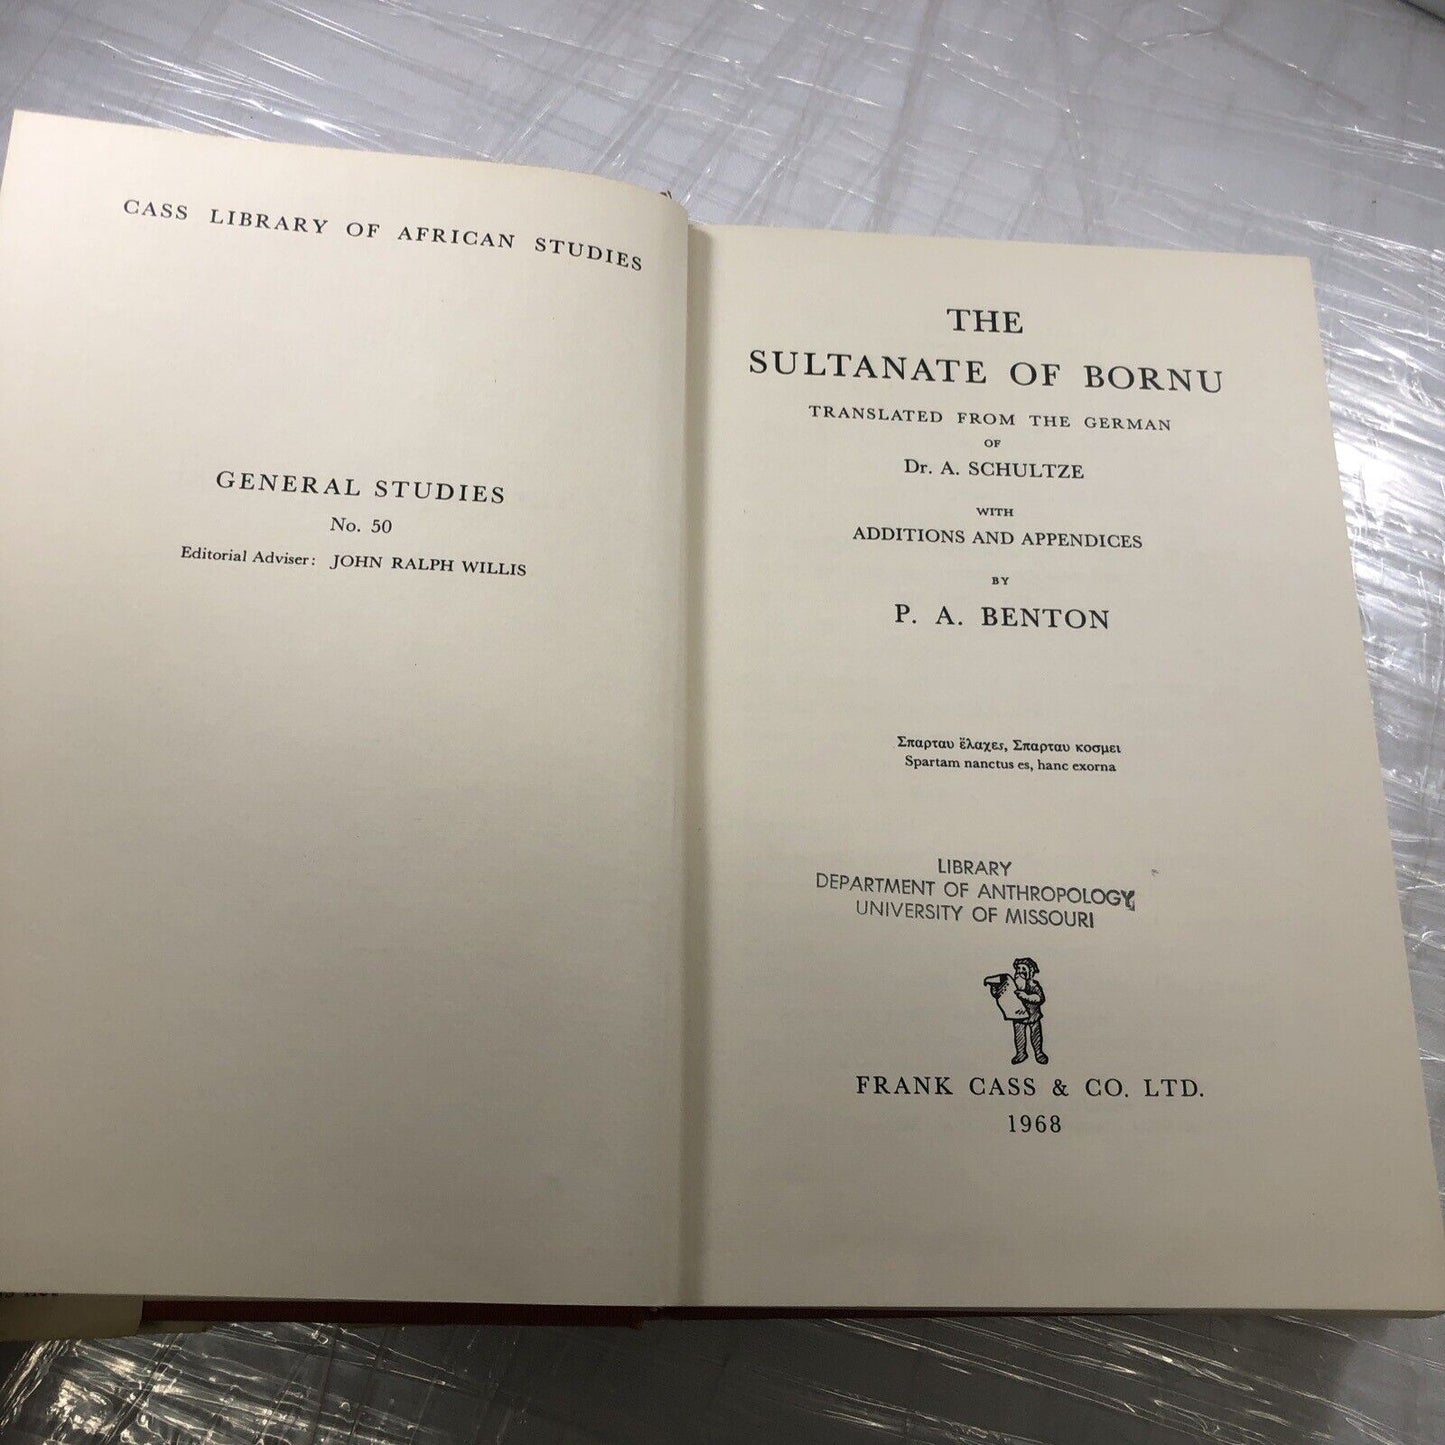 CASS LIBRARY OF AFRICAN STUDIES
GENERAL STUDIES
No. 50
Editorial Adviser: JOHN RALPH WILLIS
THE
SULTANATE OF BORNU
TRANSLATED FROM THE GERMAN
OF
Dr. A. SCHULTZE
WITH
ADDITIONS AND APPENDICES
BY
P. A. BENTON
Σπαρταυ ἔλαχες, Σπαρταυ κοσμει
Spartam nanctus es, hanc exorna
LIBRARY
DEPARTMENT OF ANTHROPOLOGY
UNIVERSITY OF MISSOURI
FRANK CASS & CO. LTD.
1968